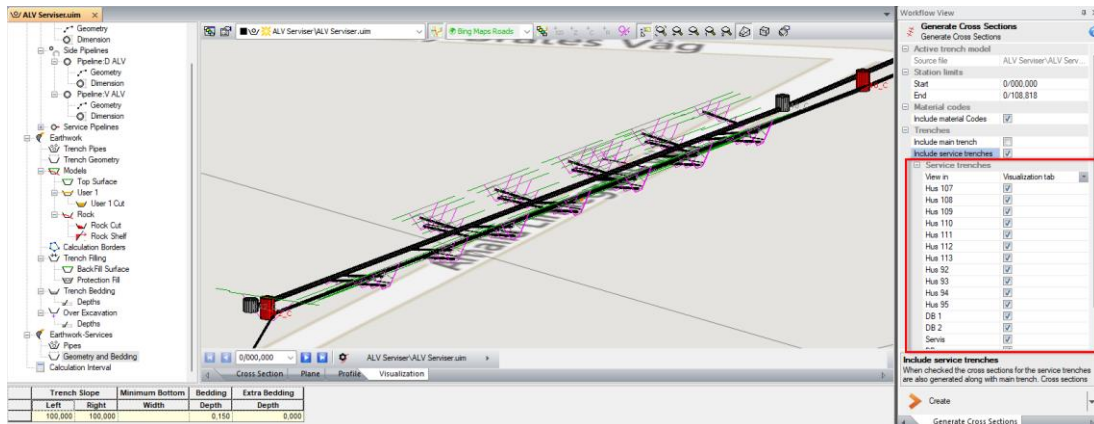 ALV Serviser.uim
Geometry
Dimension
Side Pipelines
Pipeline:D ALV
Geometry
Dimension
Pipeline:V ALV
Geometry
Dimension
Service Pipelines
Earthwork
Trench Pipes
Trench Geometry
Models
Top Surface
User 1
User 1 Cut
Rock
Rock Cut
Rock Shelf
Calculation Borders
Trench Filling
BackFill Surface
Protection Fill
Trench Bedding
Depths
Over Excavation
Depths
Earthwork-Services
Pipes
Geometry and Bedding
Calculation Interval
ALV Serviser\ALV Serviser.uim
Bing Maps Roads
Väg
0/000,000
ALV Serviser\ALV Serviser.uim
Cross Section Plane Profile Visualization
Trench Slope Minimum Bottom Bedding Extra Bedding
Left Right Width Depth Depth
100,000 100,000 0,150 0,000
Workflow View
Generate Cross Sections
Generate Cross Sections
Active trench model
Source file ALV Serviser\ALV Serv...
Station limits
Start 0/000,000
End 0/108,818
Material codes
Include material Codes
Trenches
Include main trench
Include service trenches
Service trenches
View in Visualization tab
Hus 107
Hus 108
Hus 109
Hus 110
Hus 111
Hus 112
Hus 113
Hus 92
Hus 93
Hus 94
Hus 95
DB 1
DB 2
Servis
Include service trenches
When checked the cross sections for the service trenches
are also generated along with main trench. Cross sections
Create
Generate Cross Sections